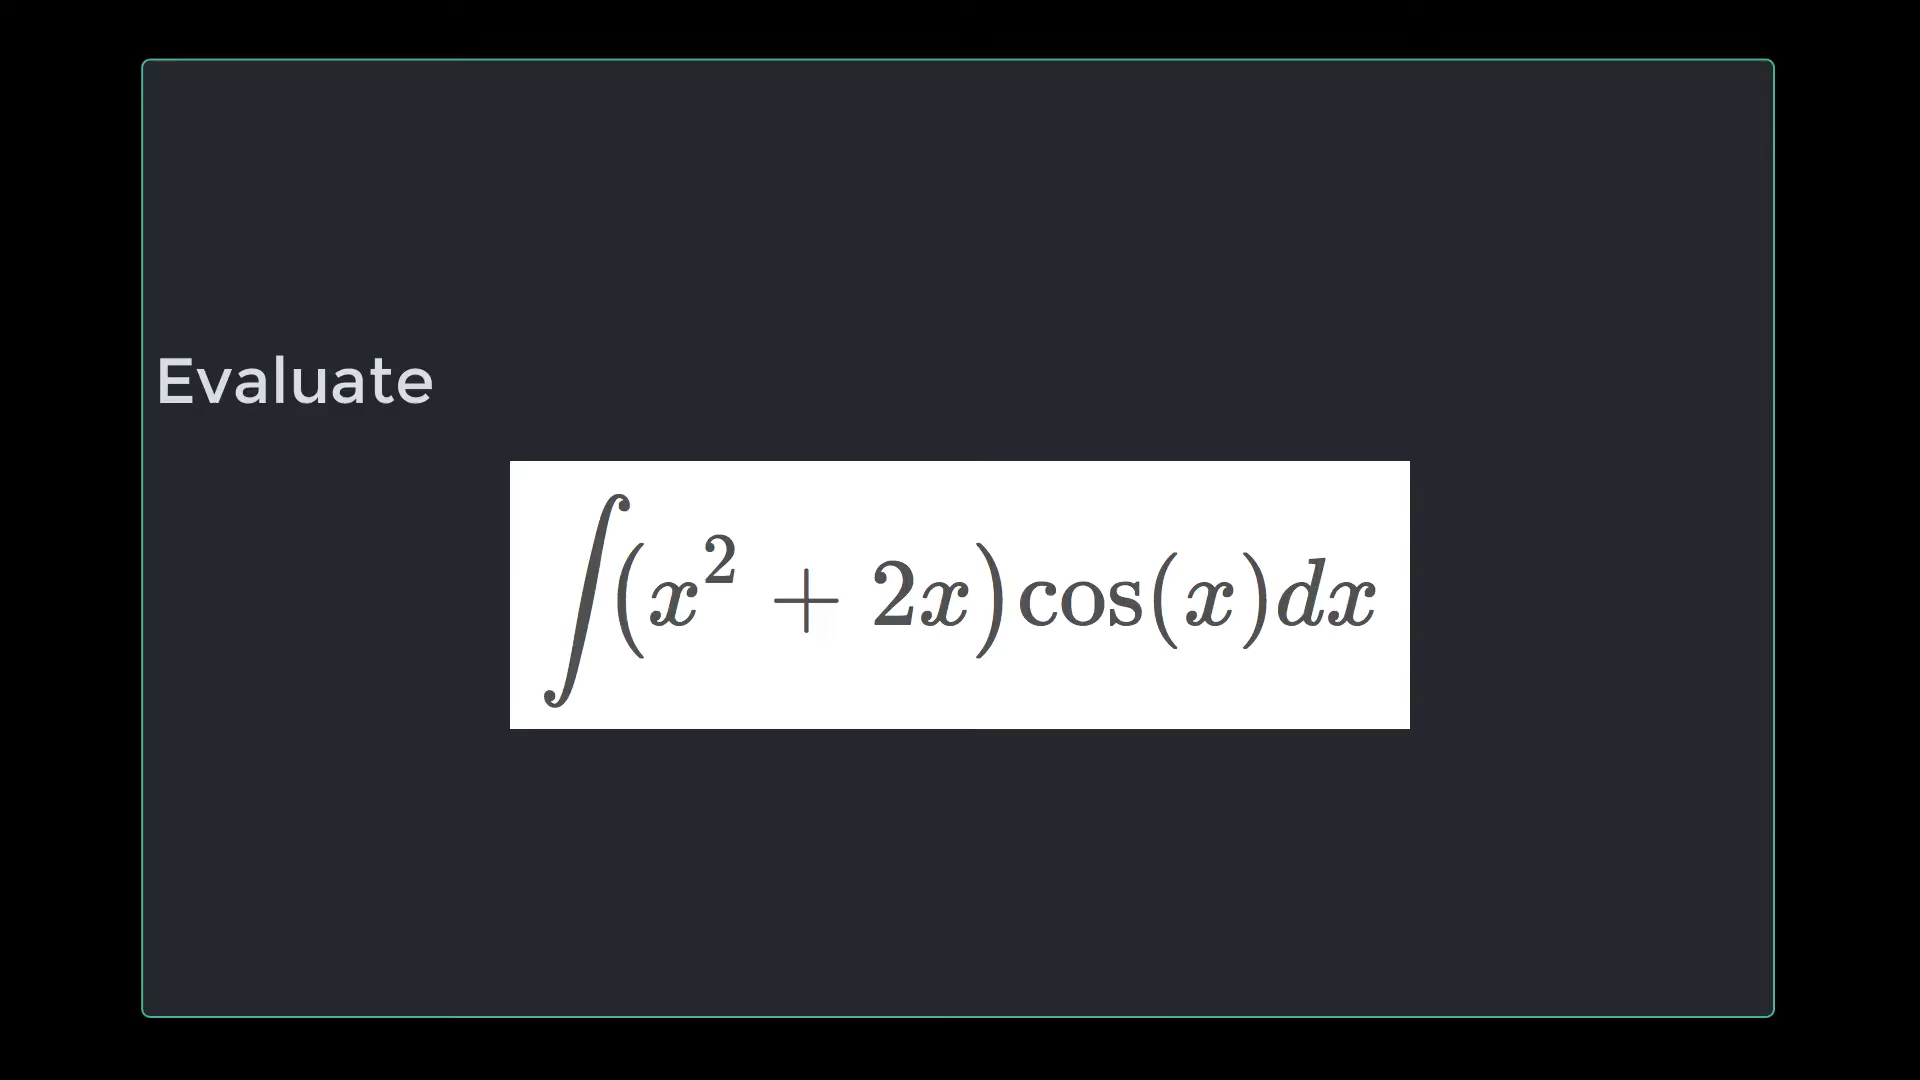 Evaluate
∫(x² + 2x)cos(x)dx